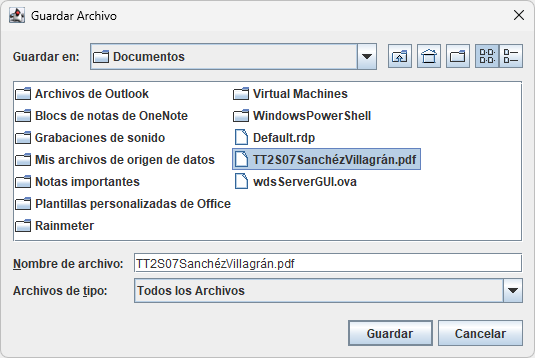 Guardar Archivo
Guardar en: Documentos
Archivos de Outlook
Blocs de notas de OneNote
Grabaciones de sonido
Mis archivos de origen de datos
Notas importantes
Plantillas personalizadas de Office
Rainmeter
Virtual Machines
WindowsPowerShell
Default.rdp
TT2S07SanchézVillagrán.pdf
wdsServerGUI.ova
Nombre de archivo: TT2S07SanchézVillagrán.pdf
Archivos de tipo: Todos los Archivos
Guardar Cancelar